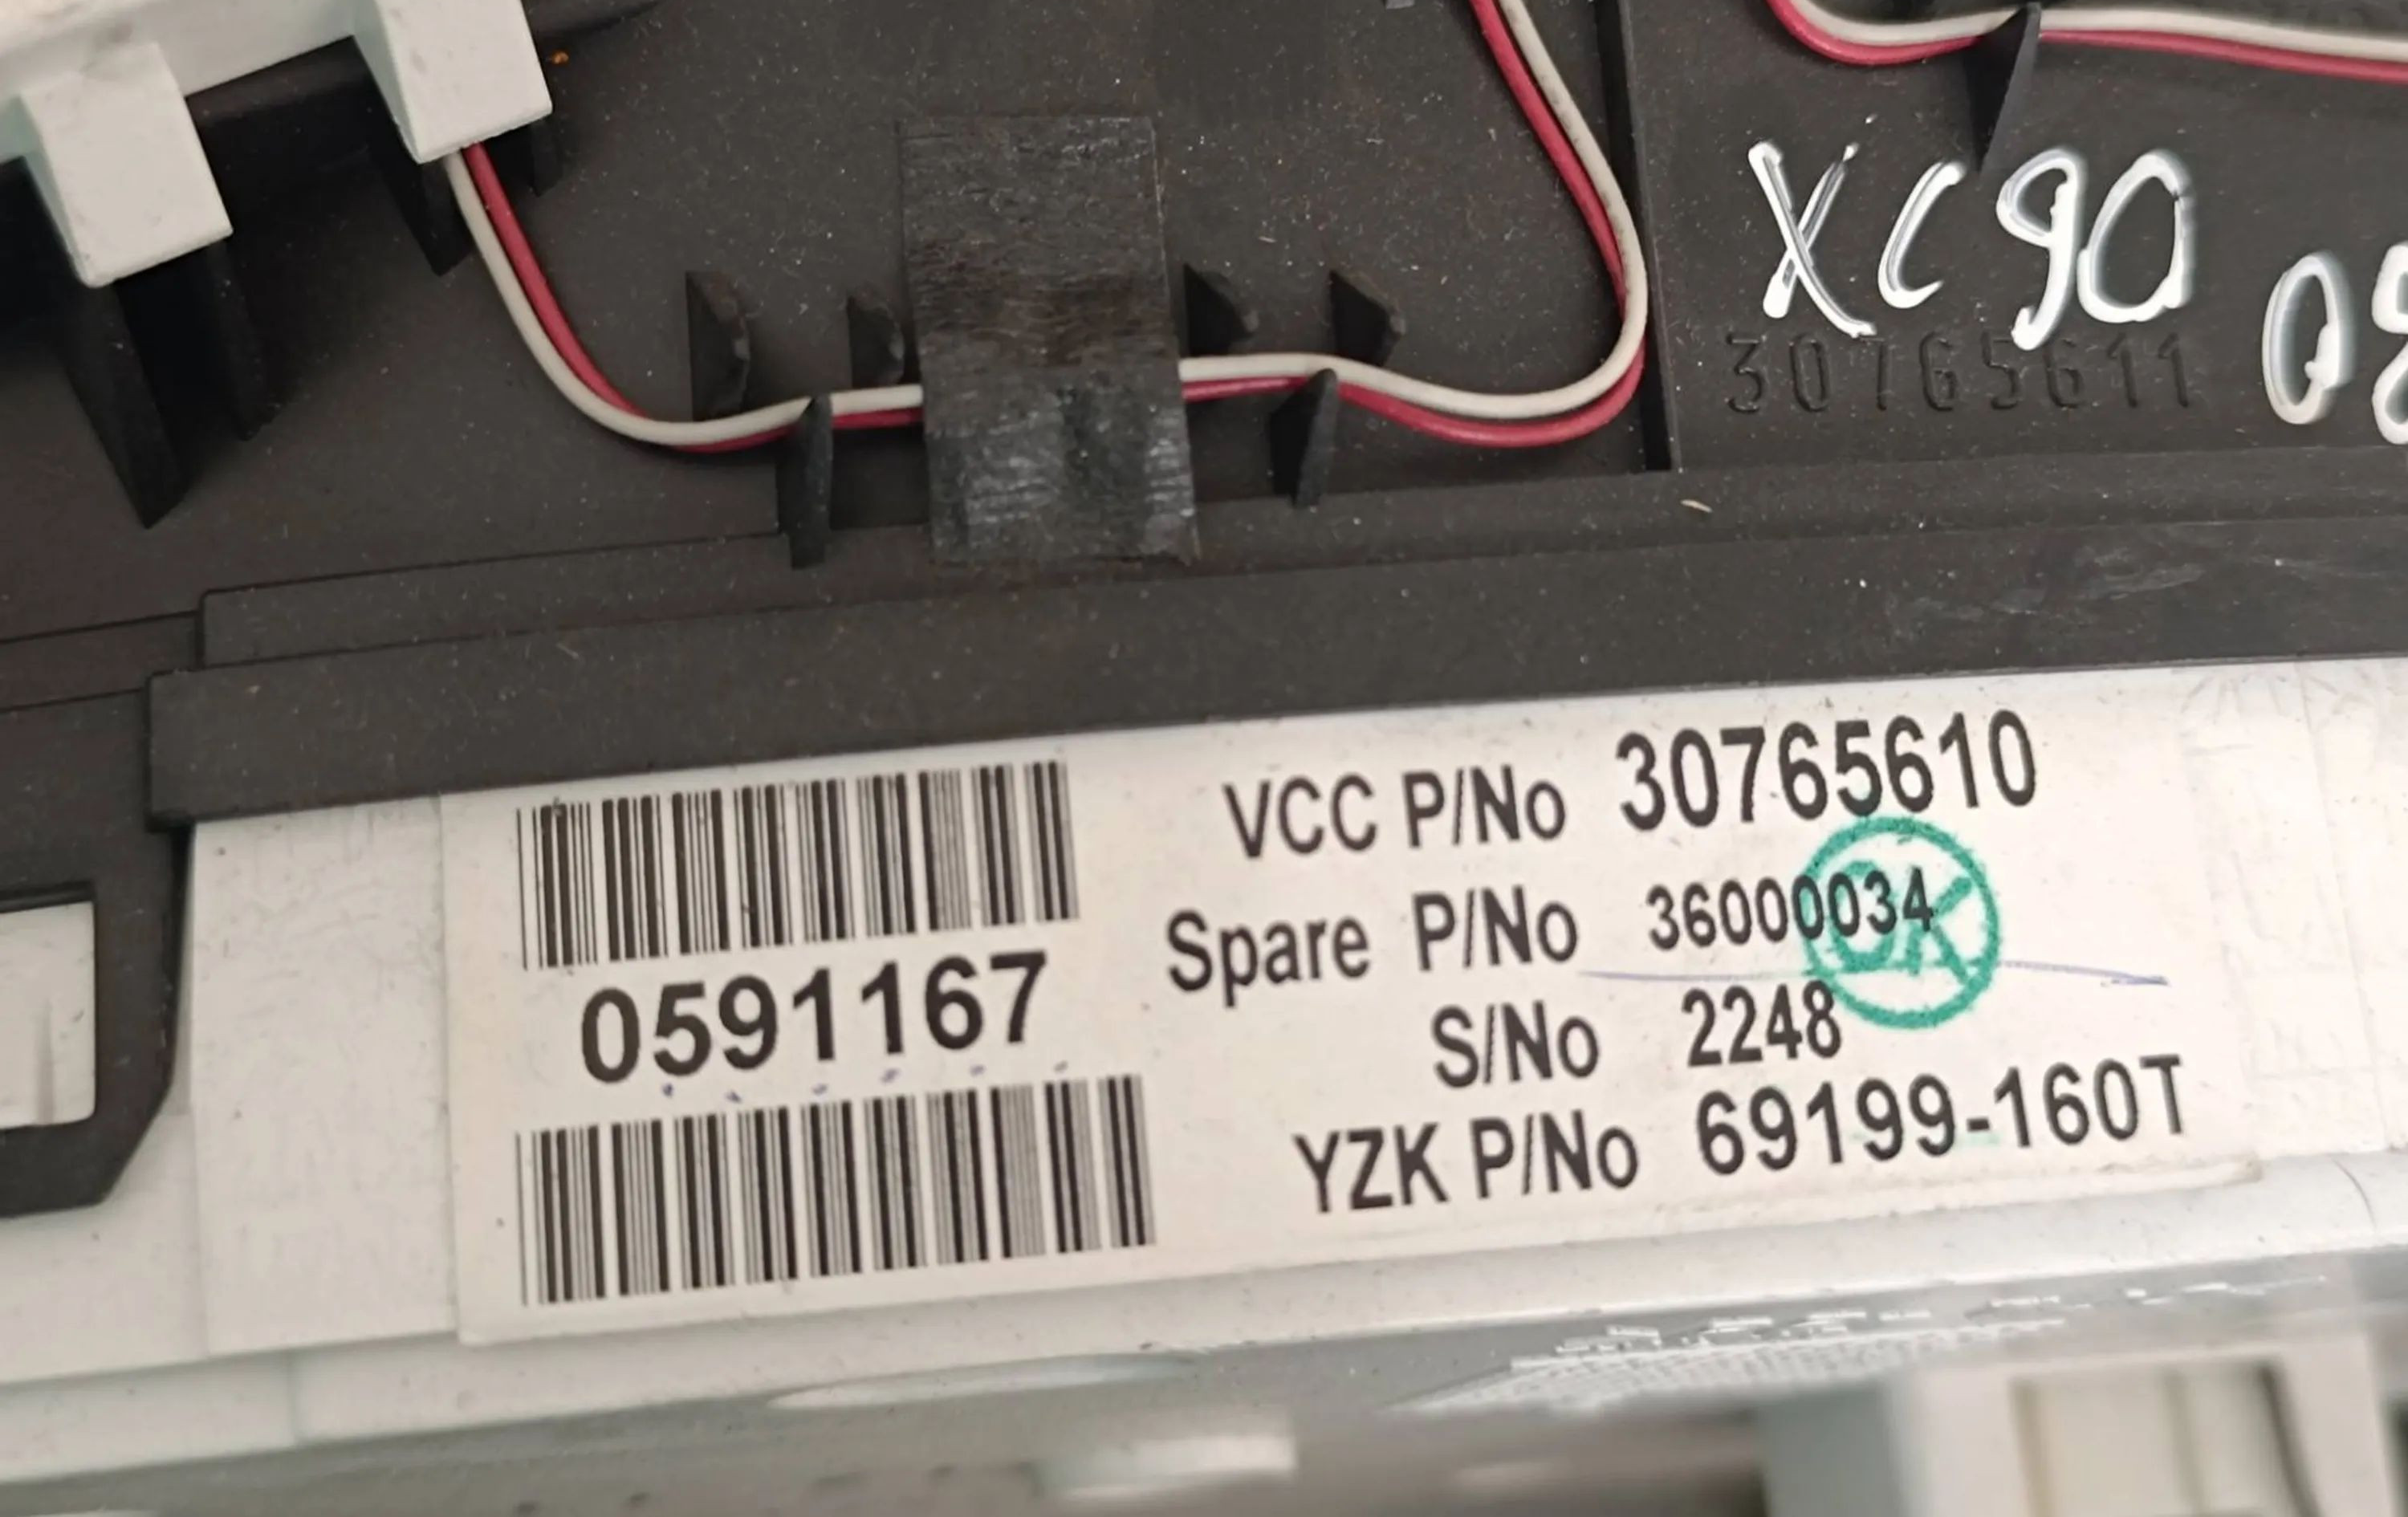 XC90
30765611
VCC P/No 30765610
Spare P/No 36000034
OK
0591167
S/No 2248
YZK P/No 69199-160T